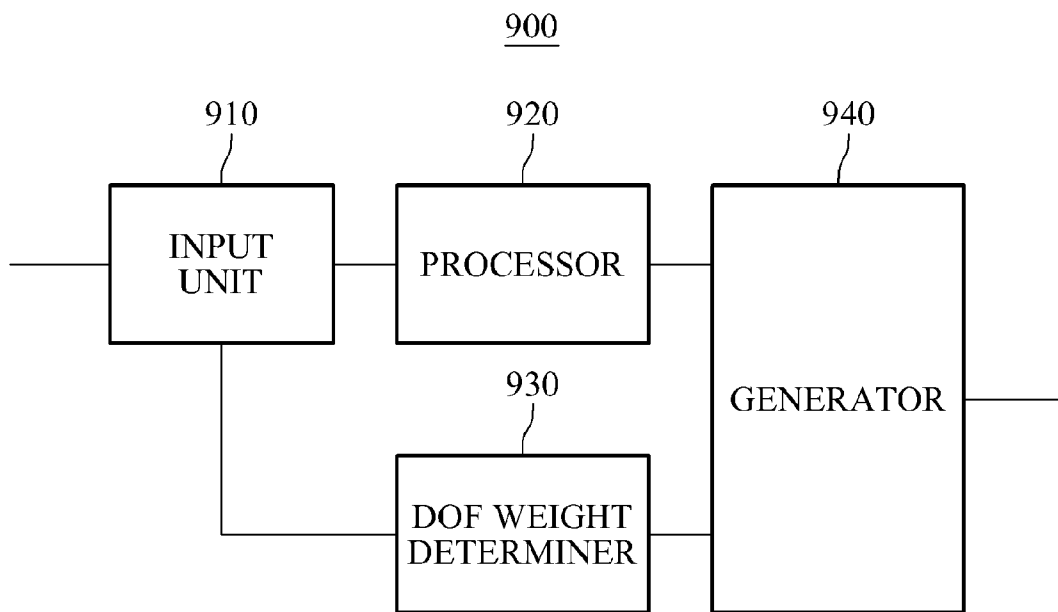 900
910
920
940
INPUT
UNIT
PROCESSOR
930
GENERATOR
DOF WEIGHT
DETERMINER